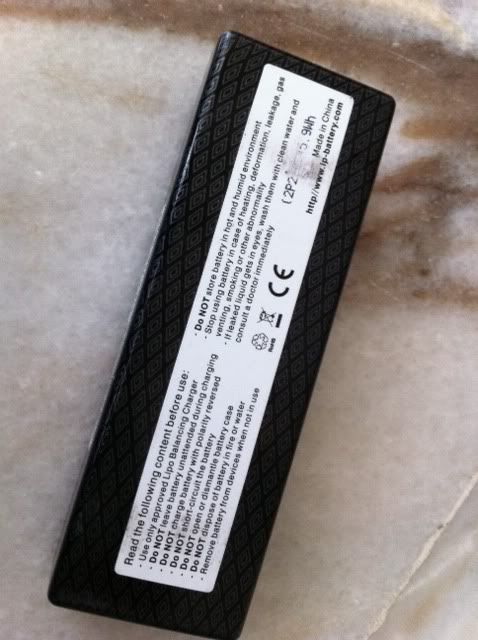 Read the following content before use:
- Use only approved Lipo Balancing Charger
- Do NOT leave battery unattended during charging
- Do NOT charge battery with polarity reversed
- Do NOT short-circuit the battery
- Do NOT open or dismantle battery case
- Do NOT dispose of battery in fire or water
- Remove battery from devices when not in use
- Do NOT store battery in hot and humid environment
- Stop using battery in case of heating, deformation, leakage, gas
venting, smoking or other abnormality
- If leaked liquid gets in eyes, wash them with clean water and
consult a doctor immediately
RoHS
CE
(2P2 .9Wh
Made in China
http//www.ip-battery.com